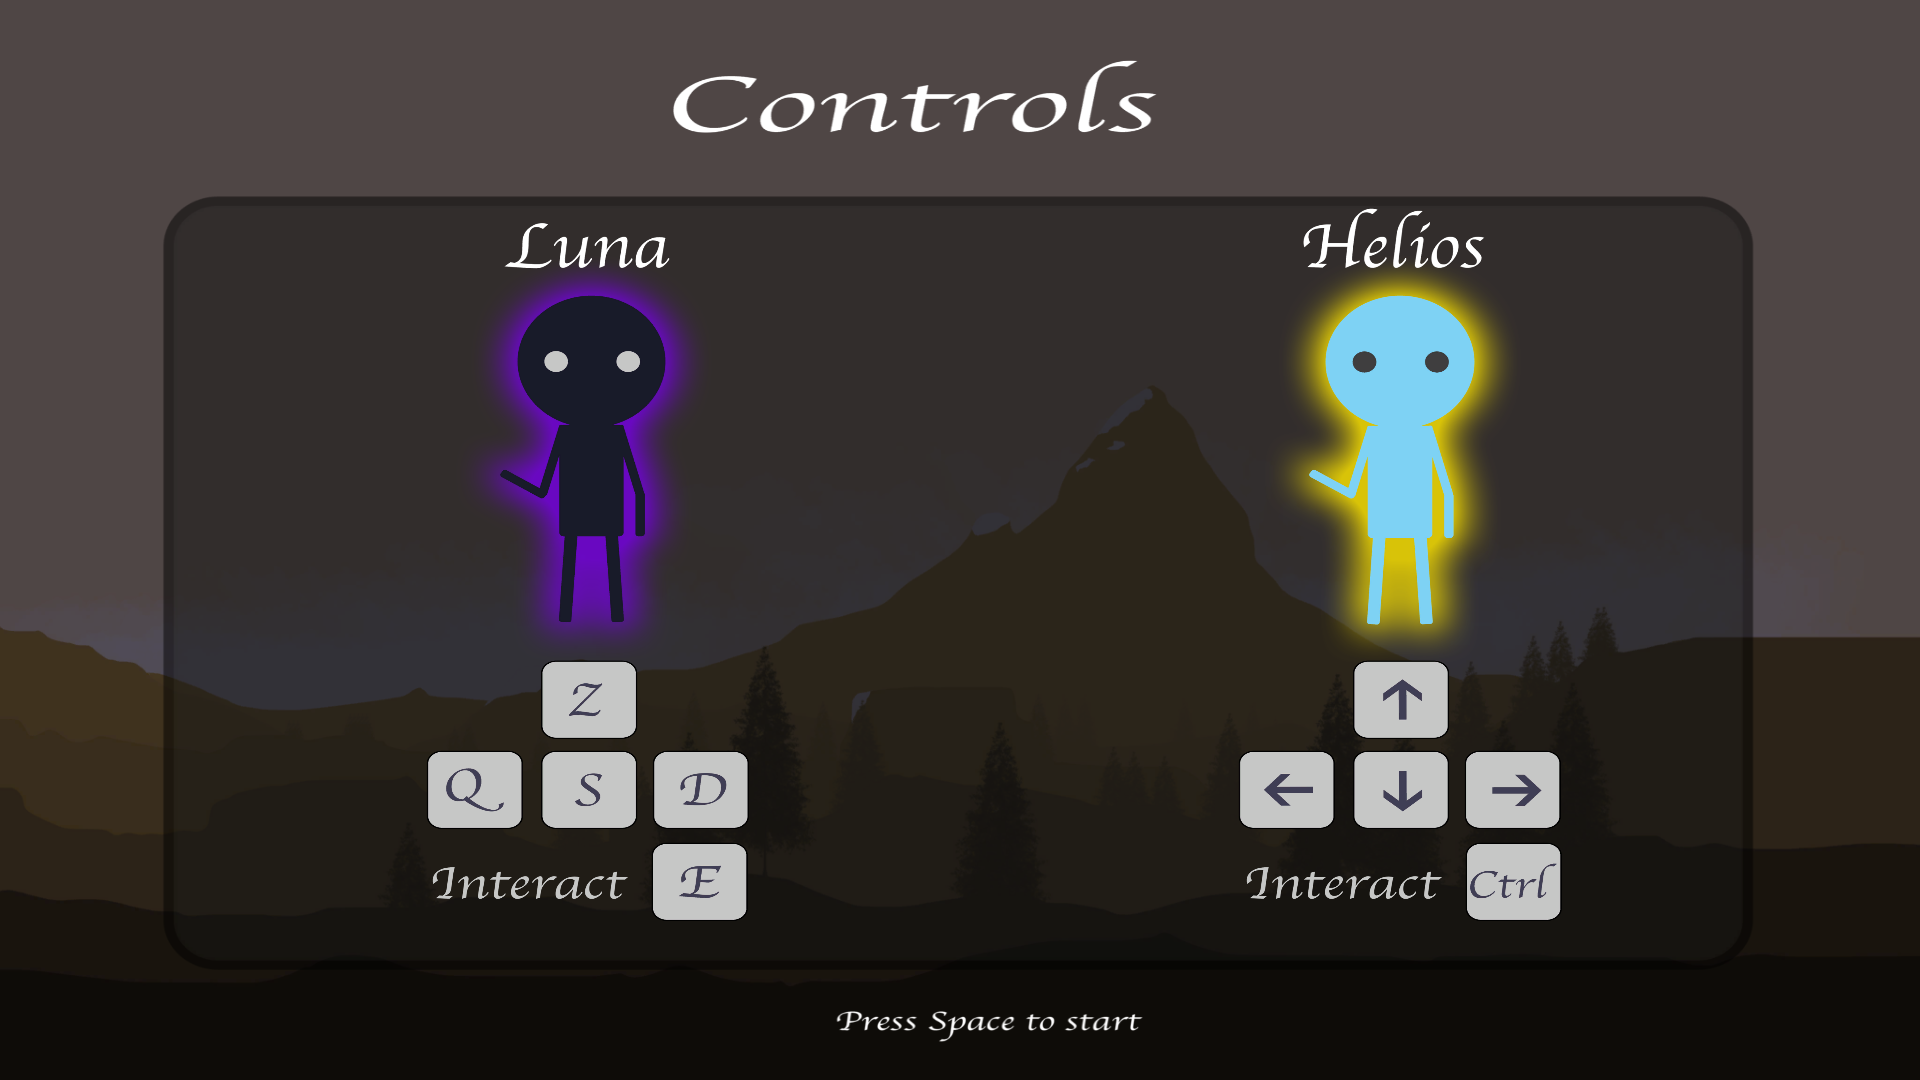 Controls
Luna
Z
Q S D
Interact E
Helios
↑
← ↓ →
Interact Ctrl
Press Space to start